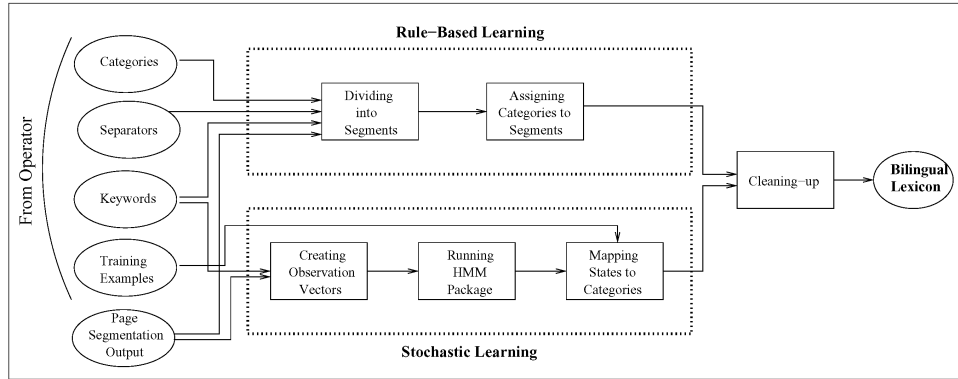 Rule−Based Learning
From Operator
Categories
Separators
Keywords
Training
Examples
Page
Segmentation
Output
Dividing
into
Segments
Assigning
Categories to
Segments
Creating
Observation
Vectors
Running
HMM
Package
Mapping
States to
Categories
Cleaning−up
Bilingual
Lexicon
Stochastic Learning